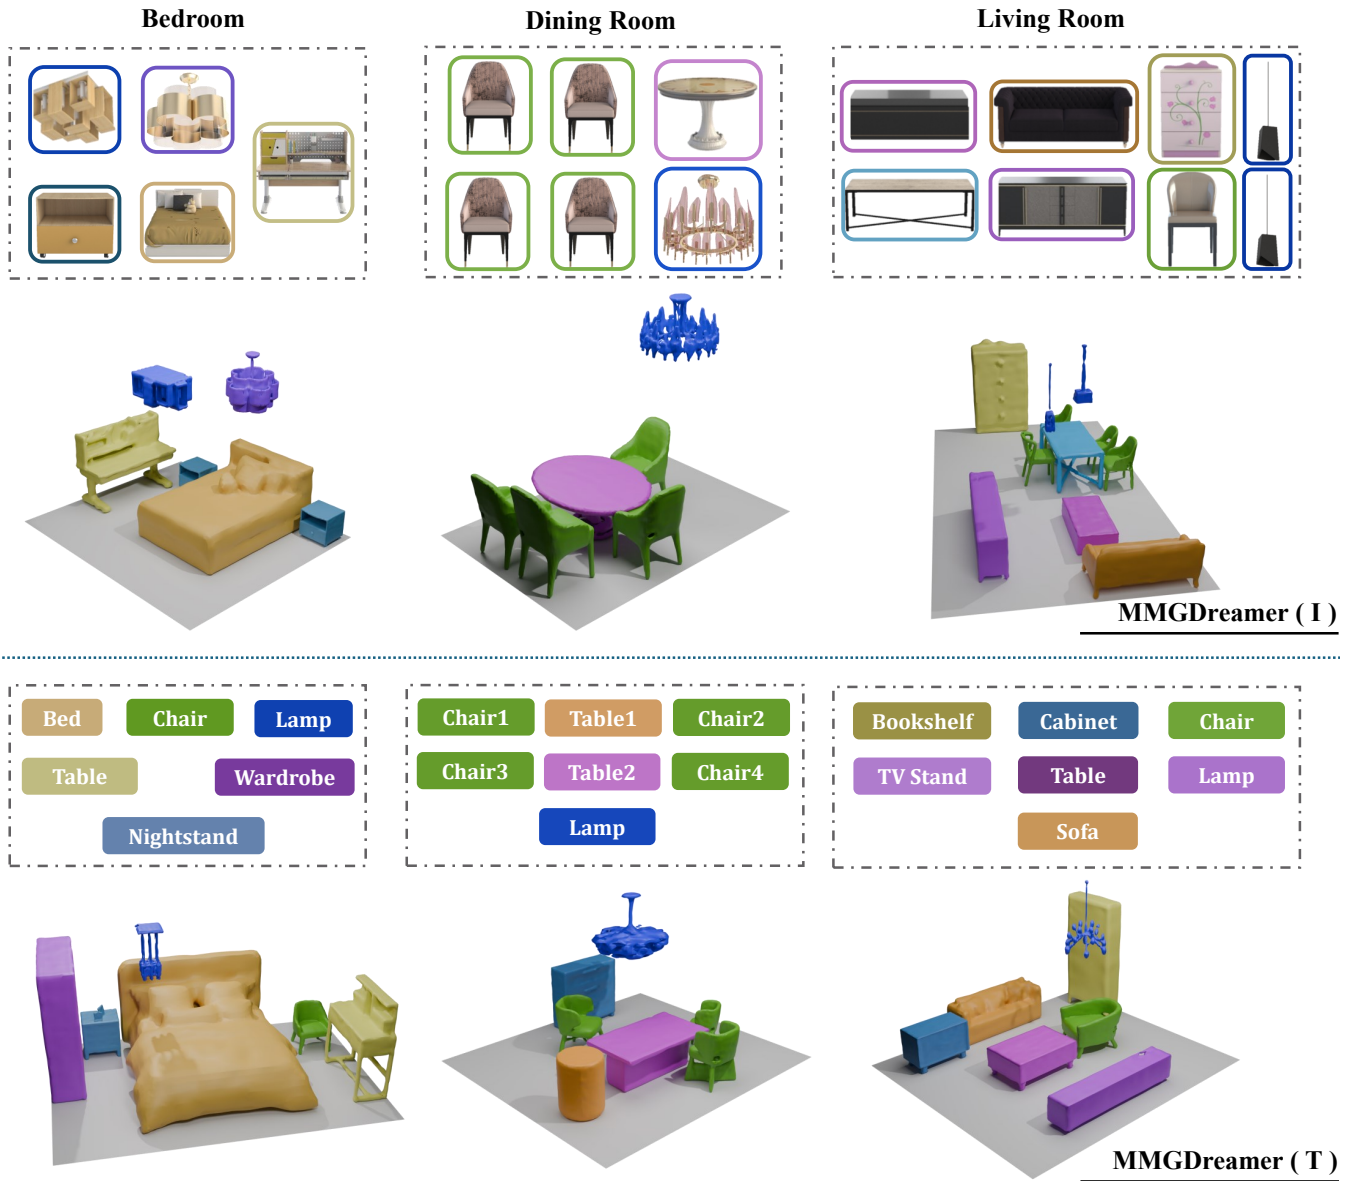 Bedroom
Dining Room
Living Room
MMGDreamer ( I )
Bed
Chair
Lamp
Table
Wardrobe
Nightstand
Chair1
Table1
Chair2
Chair3
Table2
Chair4
Lamp
Bookshelf
Cabinet
Chair
TV Stand
Table
Lamp
Sofa
MMGDreamer ( T )